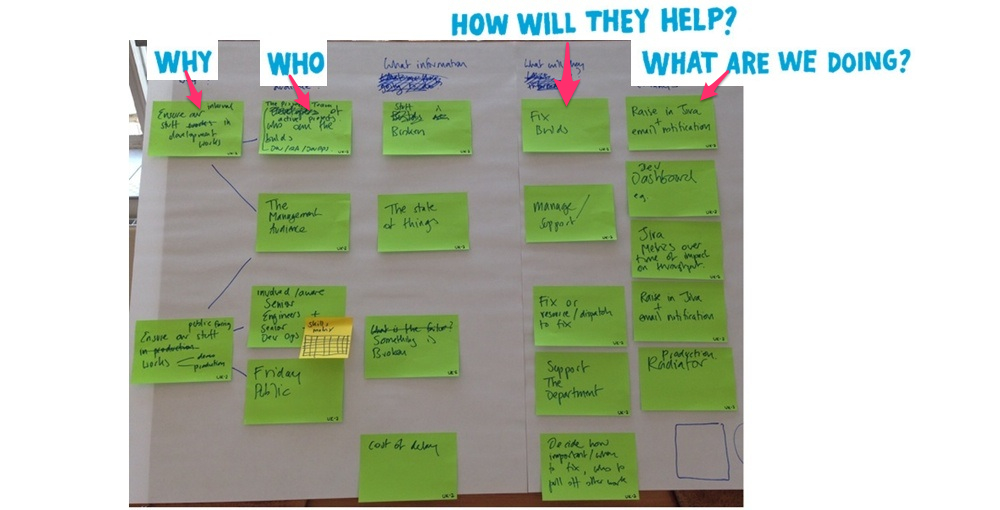 HOW WILL THEY HELP?
WHY
WHO
WHAT ARE WE DOING?
What information
What will they
Ensure our internal
stuff in
development
works
The Project Team
of
active projects
who own the
builds
Dev/QA/DevOps.
Stuff is
Broken
Fix
Builds
Raise in Jira
+
email notification
The
Management
Audience
The state
of things
Manage
Support
Dev
Dashboard
e.g.
Jira
Metrics over
time of impact
on throughput.
public facing
Ensure our stuff
in production
works
demo
production
involved/aware
Senior
Engineers +
Senior
Dev Ops
Skills
matrix
What is the failure?
Something is
Broken
Fix or
resource/dispatch
to fix
Raise in Jira
+
email notification
Friday
Public
Support
The
Department
Production
Radiator
Cost of delay
Decide how
important/when
to fix, who to
pull off other work
UX-2